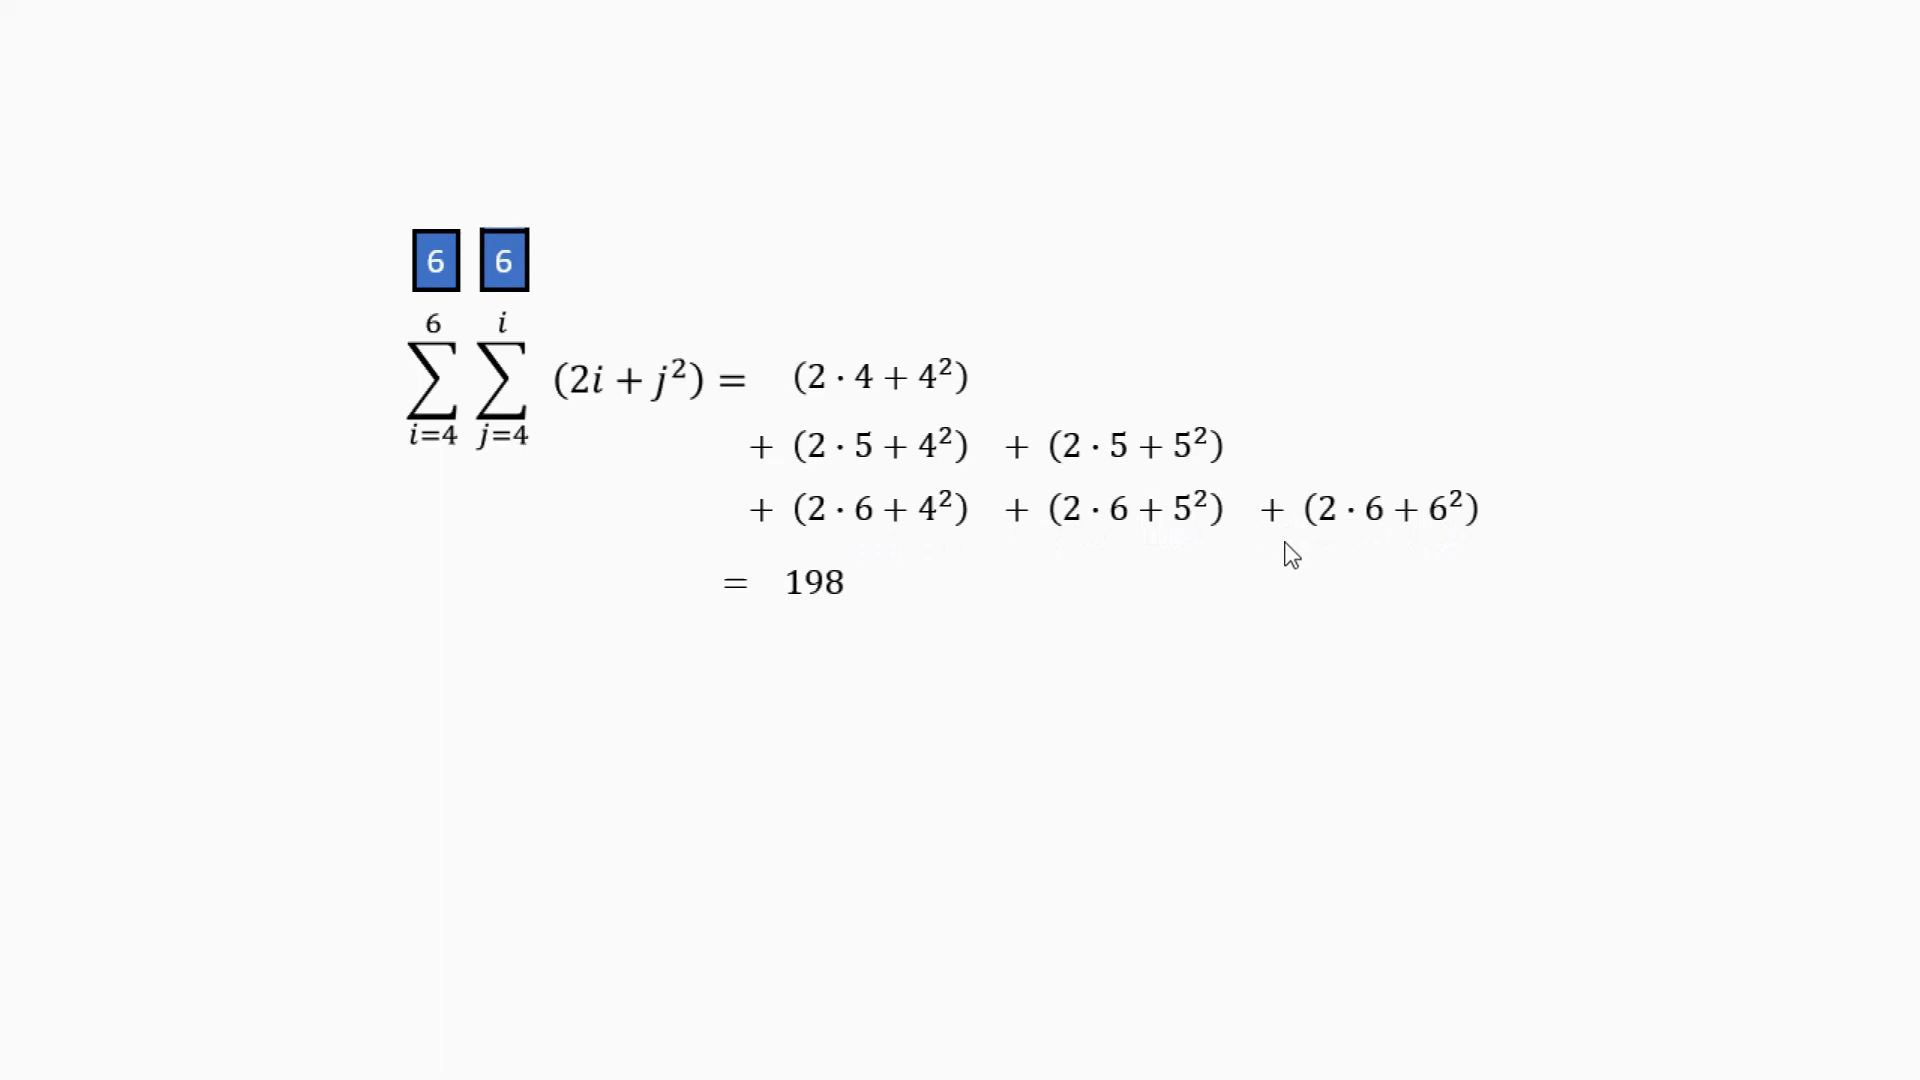 6 6
6 i
∑ ∑ (2i + j²) = (2 · 4 + 4²)
i=4 j=4
+ (2 · 5 + 4²) + (2 · 5 + 5²)
+ (2 · 6 + 4²) + (2 · 6 + 5²) + (2 · 6 + 6²)
= 198